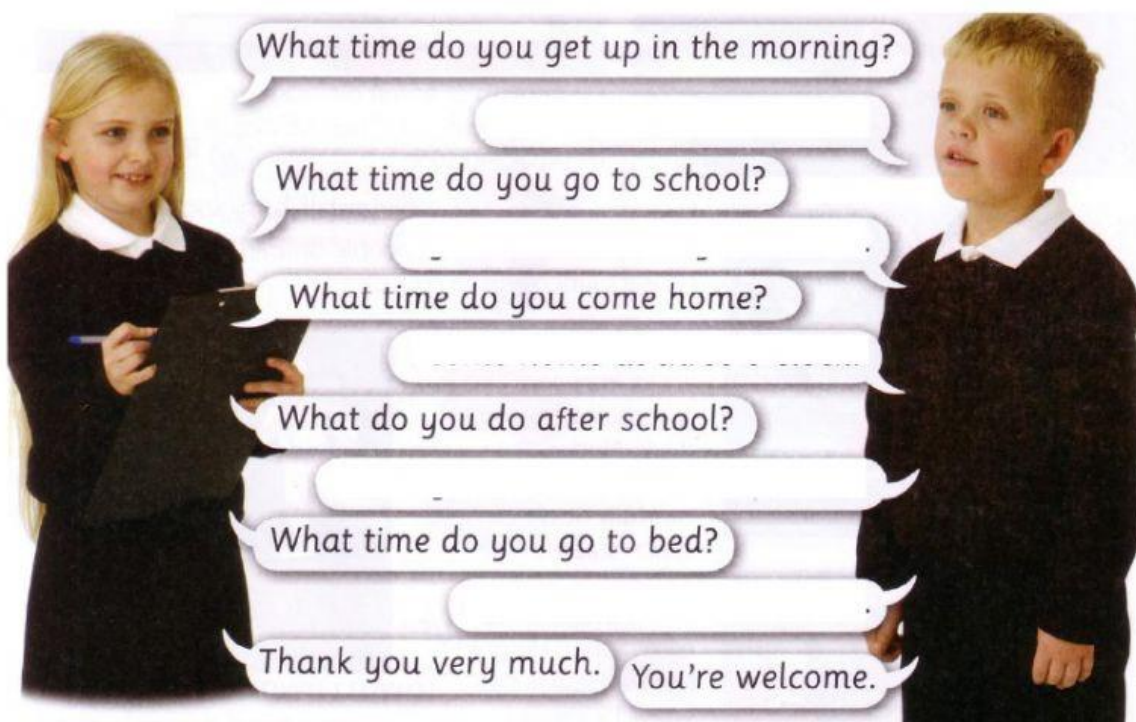 What time do you get up in the morning?
What time do you go to school?
What time do you come home?
What do you do after school?
What time do you go to bed?
Thank you very much.
You're welcome.